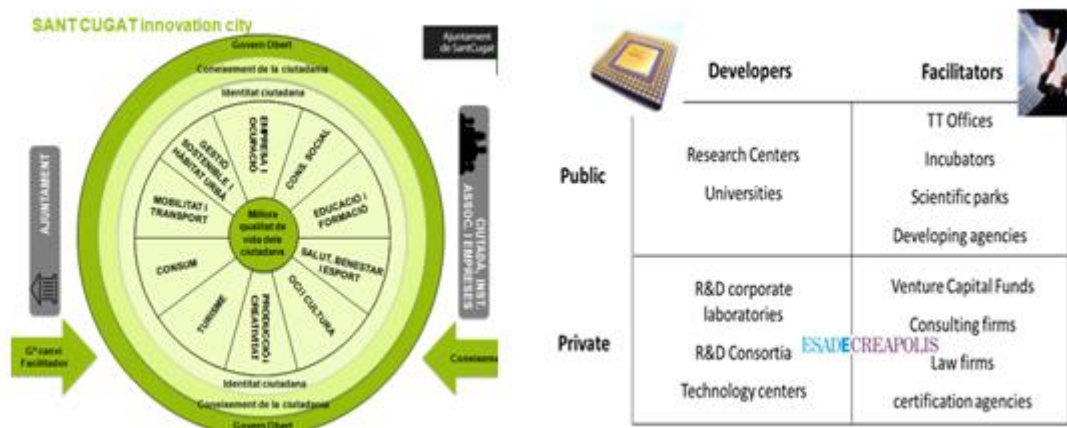 SANT CUGAT innovation city
Ajuntament
de SantCugat
Govern Obert
Coneixement de la ciutadania
Identitat ciutadana
EMPRESA I
OCUPACIÓ
CONS. SOCIAL
EDUCACIÓ I
FORMACIÓ
SALUT, BENESTAR
I ESPORT
OCI I CULTURA
PRODUCCIÓ I
CREATIVITAT
TURISME
CONSUM
MOBILITAT I
TRANSPORT
GESTIÓ
SOSTENIBLE I
HÀBITAT URBÀ
Millora
qualitat de
vida dels
ciutadans
Identitat ciutadana
Coneixement de la ciutadania
Govern Obert
AJUNTAMENT
Gº canvi
Facilitador
CIUTADA, INST.
ASSOC. I EMPRESES
Coneixeme
Developers
Facilitators
Public
Research Centers
Universities
TT Offices
Incubators
Scientific parks
Developing agencies
Private
R&D corporate
laboratories
R&D Consortia
Technology centers
ESADECREAPOLIS
Venture Capital Funds
Consulting firms
Law firms
certification agencies